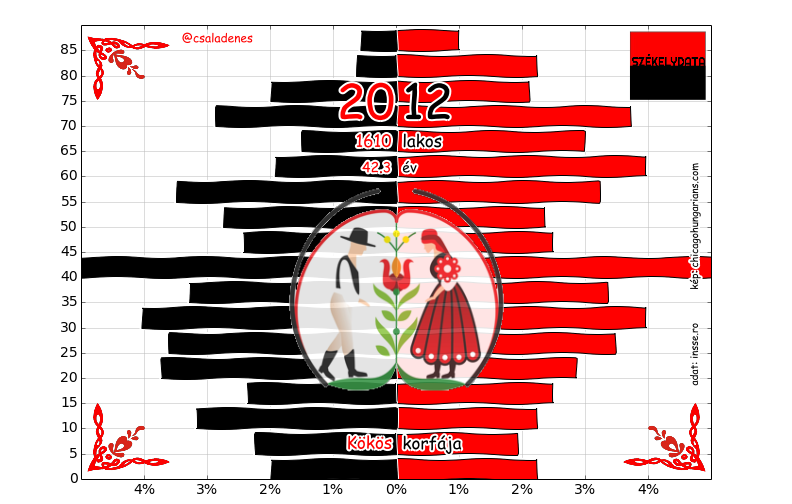 @csaladenes
SZÉKELYDATA
2012
1610 lakos
42.3 év
kép: chicagohungarians.com
adat: insse.ro
Kökös korfája
85
80
75
70
65
60
55
50
45
40
35
30
25
20
15
10
5
0
4% 3% 2% 1% 0% 1% 2% 3% 4%